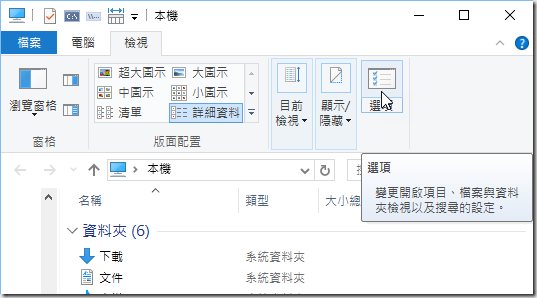 本機
檔案 電腦 檢視
瀏覽窗格
超大圖示 大圖示
中圖示 小圖示
清單 詳細資料
目前
檢視
顯示/
隱藏
選項
窗格 版面配置
本機
名稱 類型 大小總
選項
變更開啟項目、檔案與資料
夾檢視以及搜尋的設定。
資料夾 (6)
下載 系統資料夾
文件 系統資料夾